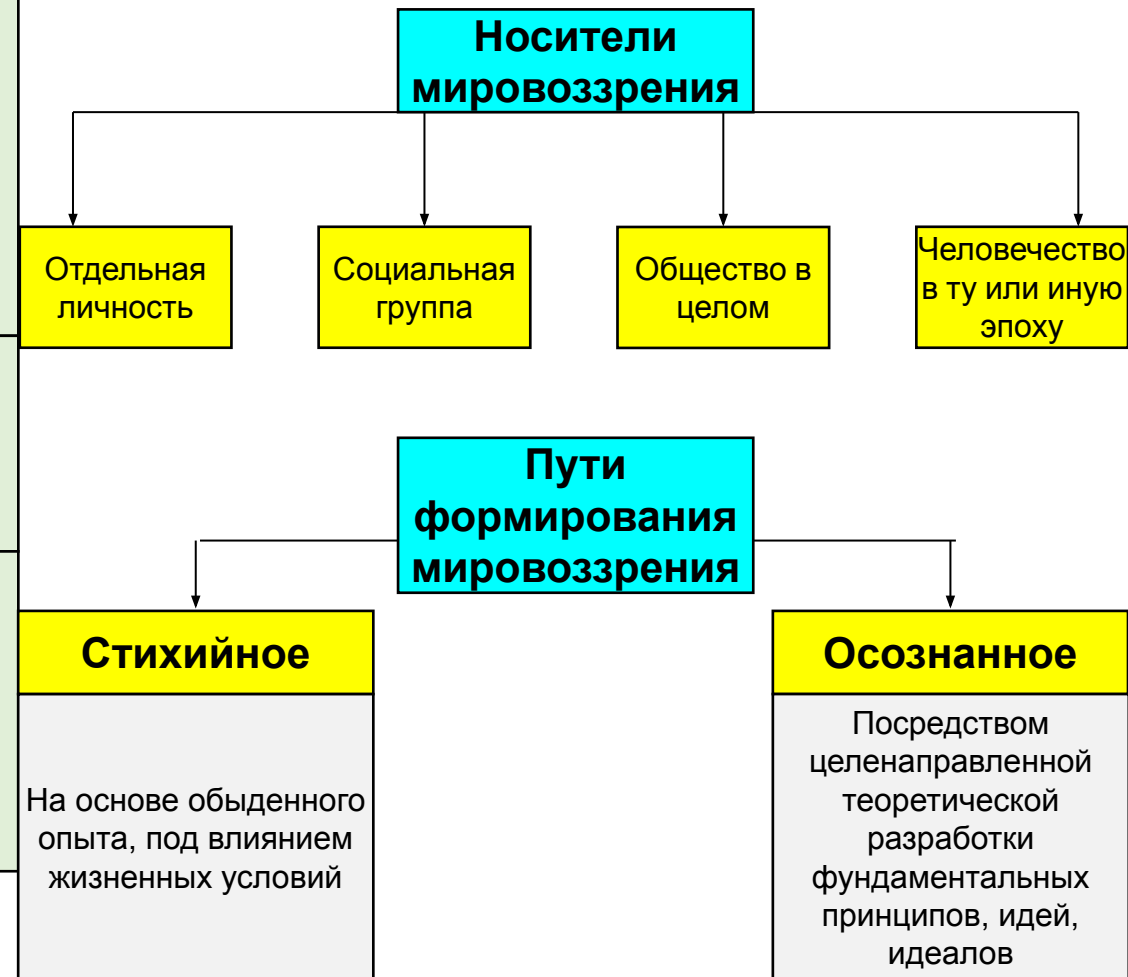 Носители
мировоззрения
Отдельная
личность
Социальная
группа
Общество в
целом
Человечество
в ту или иную
эпоху
Пути
формирования
мировоззрения
Стихийное
На основе обыденного
опыта, под влиянием
жизненных условий
Осознанное
Посредством
целенаправленной
теоретической
разработки
фундаментальных
принципов, идей,
идеалов